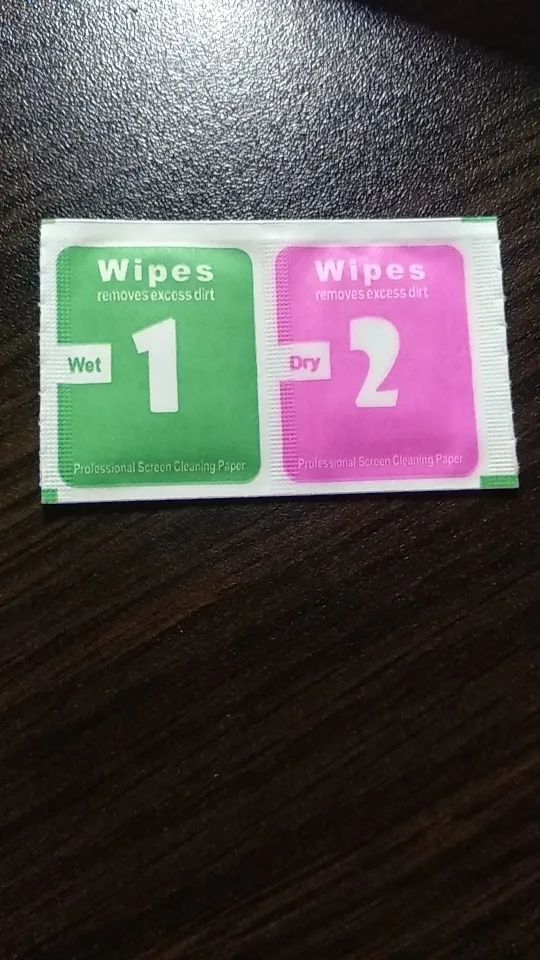 Wipes
removes excess dirt
Wet
1
Professional Screen Cleaning Paper
Wipes
removes excess dirt
Dry
2
Professional Screen Cleaning Paper